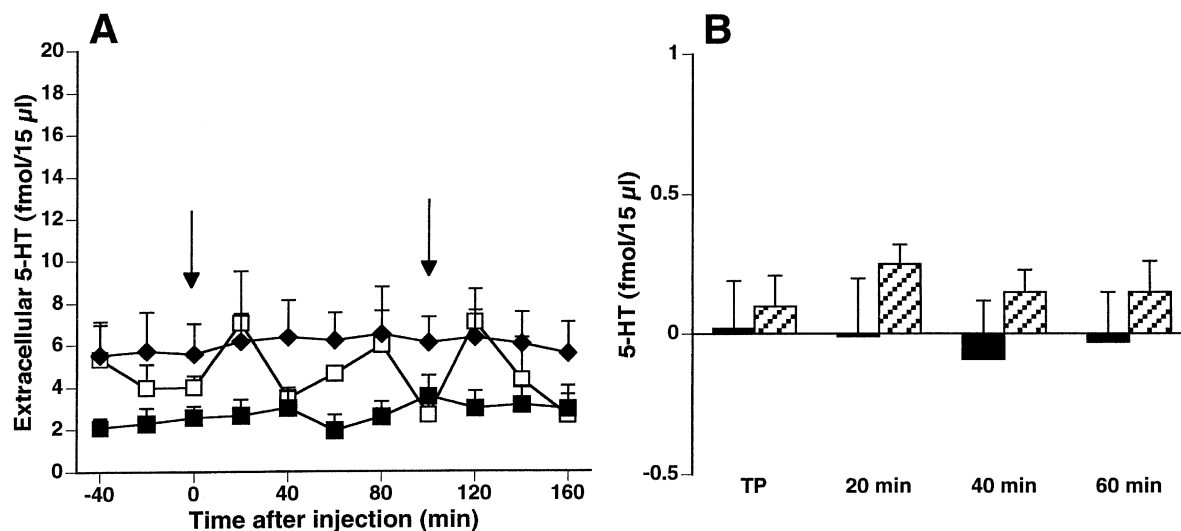 A
Extracellular 5-HT (fmol/15 µl)
20
18
16
14
12
10
8
6
4
2
0
-40
0
40
80
120
160
Time after injection (min)
B
5-HT (fmol/15 µl)
1
0.5
0
-0.5
TP
20 min
40 min
60 min